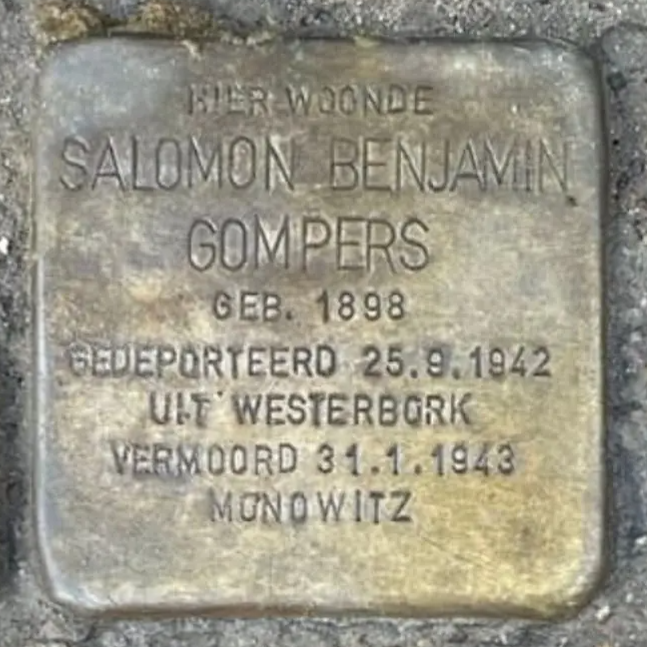 HIER WOONDE
SALOMON BENJAMIN
GOMPERS
GEB. 1898
GEDEPORTEERD 25.9.1942
UIT WESTERBORK
VERMOORD 31.1.1943
MONOWITZ